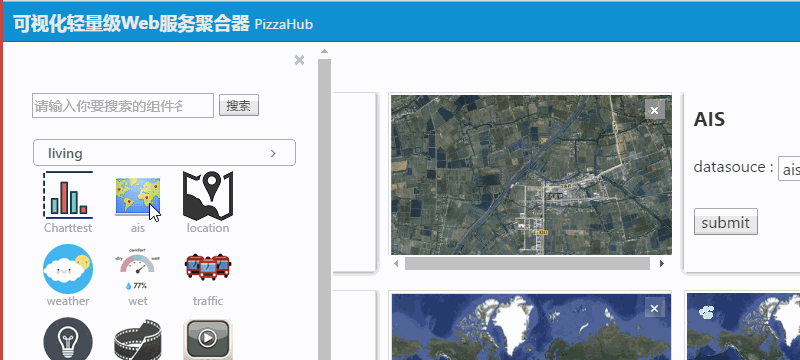 可视化轻量级Web服务聚合器 PizzaHub
请输入你要搜索的组件名
搜索
living
Charttest
ais
location
comfort
dry
wet
77%
weather
wet
traffic
AIS
datasouce :
ais
submit